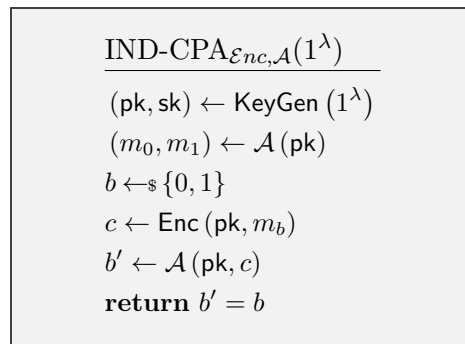 IND-CPA_{Enc,A}(1^λ)
(pk, sk) ← KeyGen (1^λ)
(m_0, m_1) ← A (pk)
b ←$ {0, 1}
c ← Enc (pk, m_b)
b′ ← A (pk, c)
return b′ = b